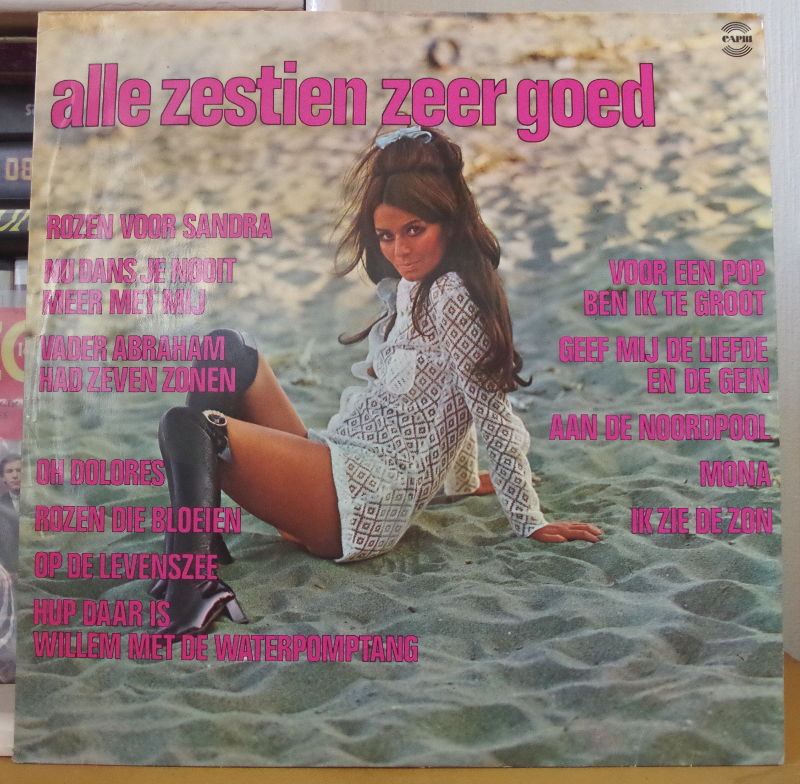 CAPRI
alle zestien zeer goed
ROZEN VOOR SANDRA
NU DANS JE NOOIT
MEER MET MIJ
VADER ABRAHAM
HAD ZEVEN ZONEN
OH DOLORES
ROZEN DIE BLOEIEN
OP DE LEVENSZEE
HUP DAAR IS
WILLEM MET DE WATERPOMPTANG
VOOR EEN POP
BEN IK TE GROOT
GEEF MIJ DE LIEFDE
EN DE GEIN
AAN DE NOORDPOOL
MONA
IK ZIE DE ZON
08